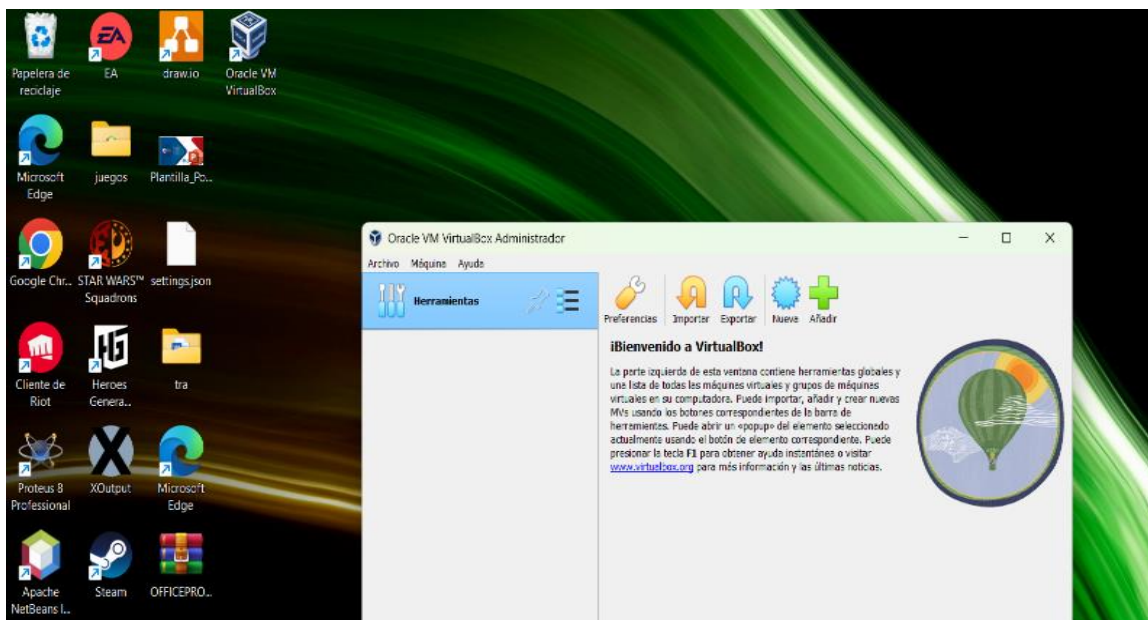 Papelera de
reciclaje
EA
draw.io
Oracle VM
VirtualBox
Microsoft
Edge
juegos
Plantilla_Po...
Google Chr...
STAR WARS™
Squadrons
settings.json
Cliente de
Riot
Heroes
Genera...
tra
Proteus 8
Professional
XOutput
Microsoft
Edge
Apache
NetBeans I...
Steam
OFFICEPRO...
Oracle VM VirtualBox Administrador
Archivo Máquina Ayuda
Herramientas
Preferencias Importar Exportar Nueva Añadir
¡Bienvenido a VirtualBox!
La parte izquierda de esta ventana contiene herramientas globales y
una lista de todas las máquinas virtuales y grupos de máquinas
virtuales en su computadora. Puede importar, añadir y crear nuevas
MVs usando los botones correspondientes de la barra de
herramientas. Puede abrir un «popup» del elemento seleccionado
actualmente usando el botón de elemento correspondiente. Puede
presionar la tecla F1 para obtener ayuda instantánea o visitar
www.virtualbox.org para más información y las últimas noticias.